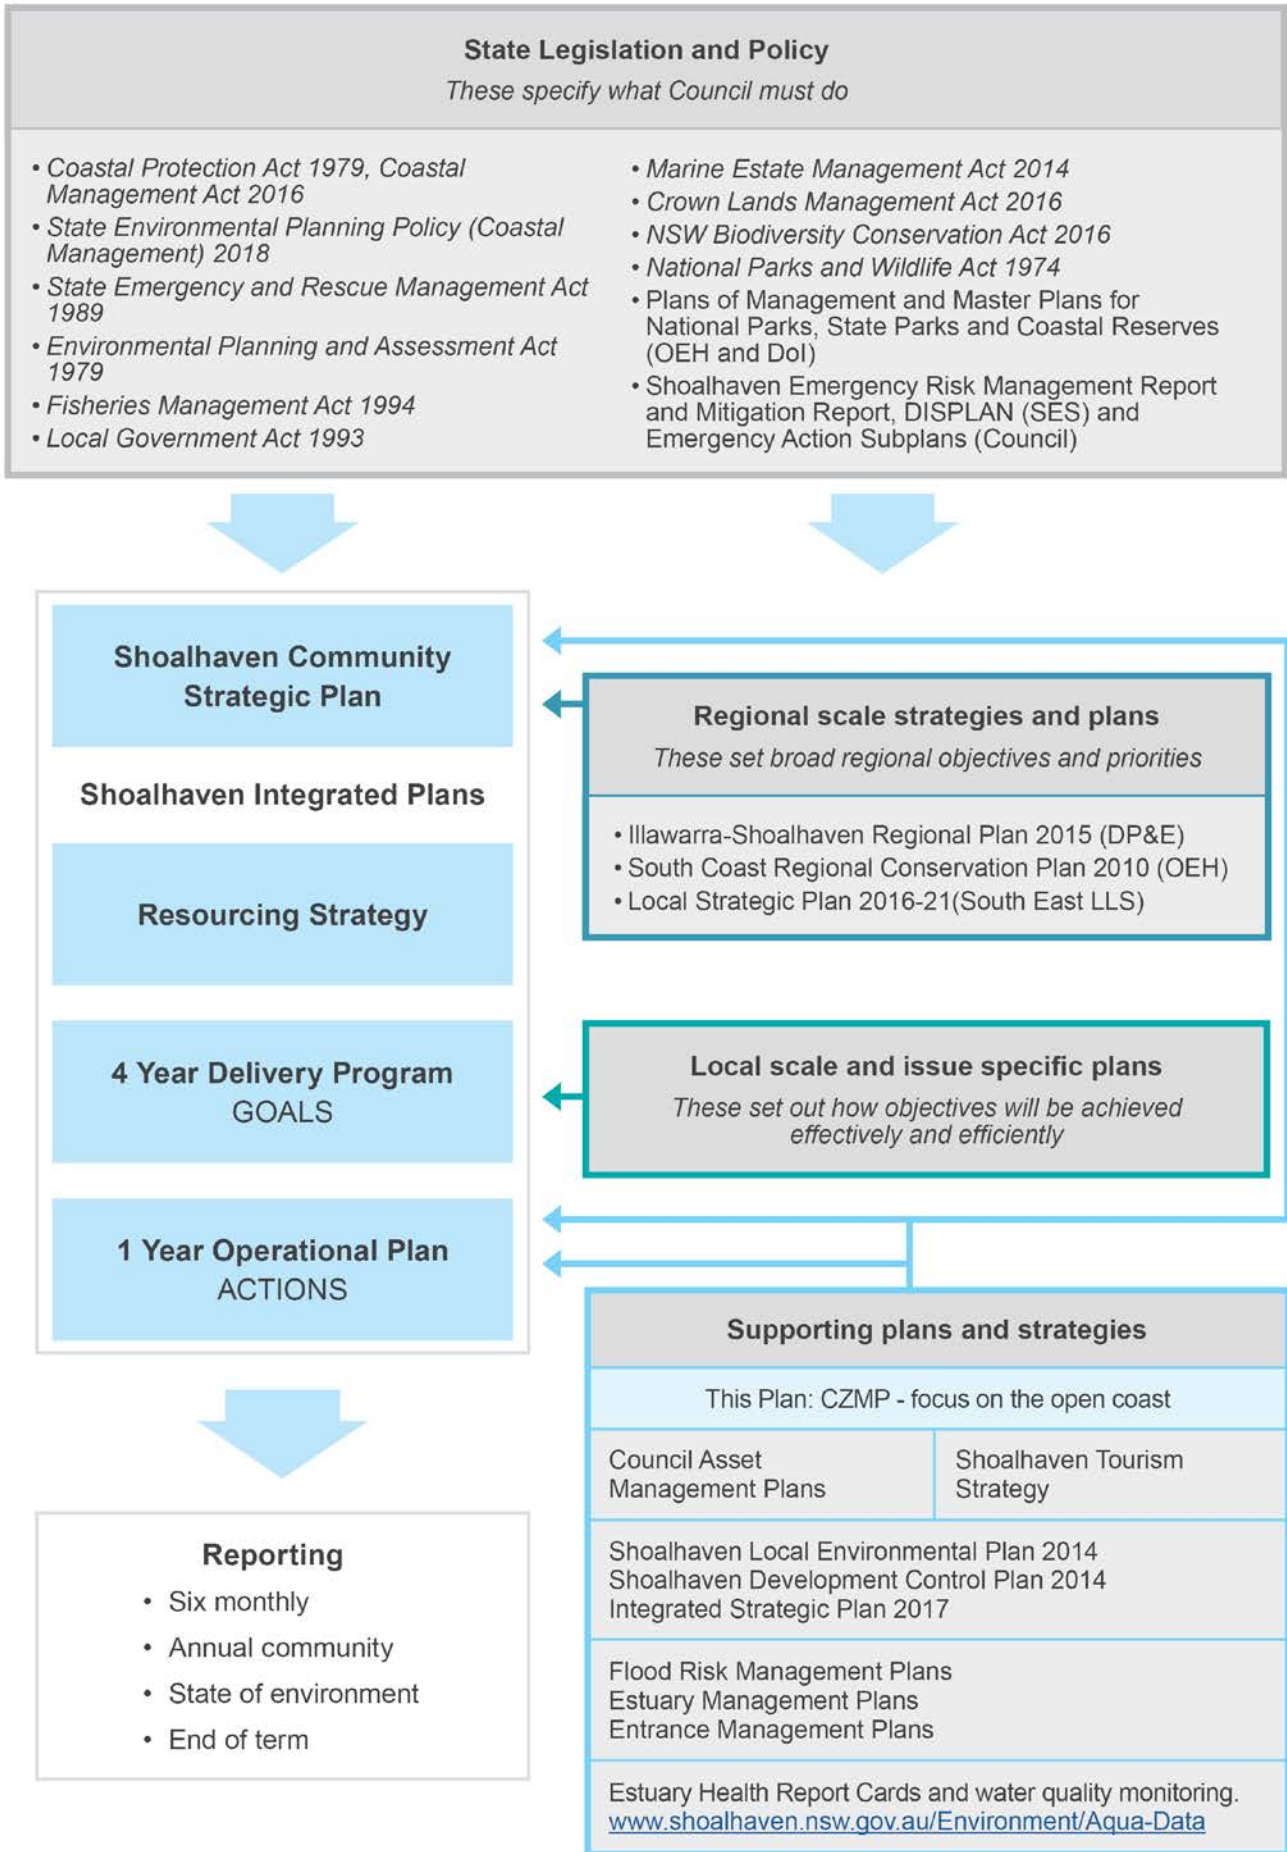 State Legislation and Policy
These specify what Council must do
• Coastal Protection Act 1979, Coastal
Management Act 2016
• State Environmental Planning Policy (Coastal
Management) 2018
• State Emergency and Rescue Management Act
1989
• Environmental Planning and Assessment Act
1979
• Fisheries Management Act 1994
• Local Government Act 1993
• Marine Estate Management Act 2014
• Crown Lands Management Act 2016
• NSW Biodiversity Conservation Act 2016
• National Parks and Wildlife Act 1974
• Plans of Management and Master Plans for
National Parks, State Parks and Coastal Reserves
(OEH and DoI)
• Shoalhaven Emergency Risk Management Report
and Mitigation Report, DISPLAN (SES) and
Emergency Action Subplans (Council)
Shoalhaven Community
Strategic Plan
Shoalhaven Integrated Plans
Resourcing Strategy
4 Year Delivery Program
GOALS
1 Year Operational Plan
ACTIONS
Regional scale strategies and plans
These set broad regional objectives and priorities
• Illawarra-Shoalhaven Regional Plan 2015 (DP&E)
• South Coast Regional Conservation Plan 2010 (OEH)
• Local Strategic Plan 2016-21(South East LLS)
Local scale and issue specific plans
These set out how objectives will be achieved
effectively and efficiently
Supporting plans and strategies
This Plan: CZMP - focus on the open coast
Council Asset
Management Plans
Shoalhaven Tourism
Strategy
Shoalhaven Local Environmental Plan 2014
Shoalhaven Development Control Plan 2014
Integrated Strategic Plan 2017
Flood Risk Management Plans
Estuary Management Plans
Entrance Management Plans
Estuary Health Report Cards and water quality monitoring.
www.shoalhaven.nsw.gov.au/Environment/Aqua-Data
Reporting
• Six monthly
• Annual community
• State of environment
• End of term